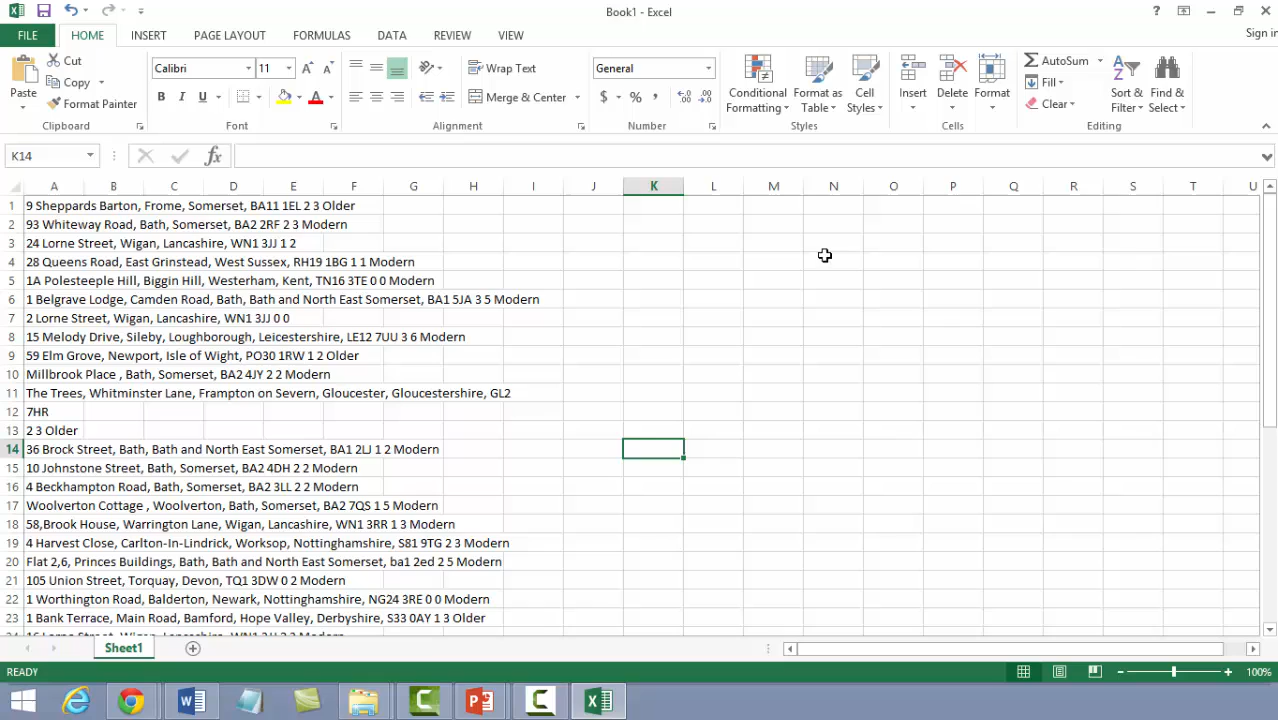 Book1 - Excel
?
FILE
HOME
INSERT
PAGE LAYOUT
FORMULAS
DATA
REVIEW
VIEW
Sign in
Paste
Cut
Copy
Format Painter
Clipboard
Calibri
11
B I U
Font
Wrap Text
Merge & Center
Alignment
General
$ % ,
Number
Conditional Formatting
Format as Table
Cell Styles
Styles
Insert
Delete
Format
Cells
AutoSum
Fill
Clear
Sort & Filter
Find & Select
Editing
K14
fx
A B C D E F G H I J K L M N O P Q R S T U
1 9 Sheppards Barton, Frome, Somerset, BA11 1EL 2 3 Older
2 93 Whiteway Road, Bath, Somerset, BA2 2RF 2 3 Modern
3 24 Lorne Street, Wigan, Lancashire, WN1 3JJ 1 2
4 28 Queens Road, East Grinstead, West Sussex, RH19 1BG 1 1 Modern
5 1A Polesteeple Hill, Biggin Hill, Westerham, Kent, TN16 3TE 0 0 Modern
6 1 Belgrave Lodge, Camden Road, Bath, Bath and North East Somerset, BA1 5JA 3 5 Modern
7 2 Lorne Street, Wigan, Lancashire, WN1 3JJ 0 0
8 15 Melody Drive, Sileby, Loughborough, Leicestershire, LE12 7UU 3 6 Modern
9 59 Elm Grove, Newport, Isle of Wight, PO30 1RW 1 2 Older
10 Millbrook Place , Bath, Somerset, BA2 4JY 2 2 Modern
11 The Trees, Whitminster Lane, Frampton on Severn, Gloucester, Gloucestershire, GL2
12 7HR
13 2 3 Older
14 36 Brock Street, Bath, Bath and North East Somerset, BA1 2LJ 1 2 Modern
15 10 Johnstone Street, Bath, Somerset, BA2 4DH 2 2 Modern
16 4 Beckhampton Road, Bath, Somerset, BA2 3LL 2 2 Modern
17 Woolverton Cottage , Woolverton, Bath, Somerset, BA2 7QS 1 5 Modern
18 58,Brook House, Warrington Lane, Wigan, Lancashire, WN1 3RR 1 3 Modern
19 4 Harvest Close, Carlton-In-Lindrick, Worksop, Nottinghamshire, S81 9TG 2 3 Modern
20 Flat 2,6, Princes Buildings, Bath, Bath and North East Somerset, ba1 2ed 2 5 Modern
21 105 Union Street, Torquay, Devon, TQ1 3DW 0 2 Modern
22 1 Worthington Road, Balderton, Newark, Nottinghamshire, NG24 3RE 0 0 Modern
23 1 Bank Terrace, Main Road, Bamford, Hope Valley, Derbyshire, S33 0AY 1 3 Older
Sheet1
READY
100%